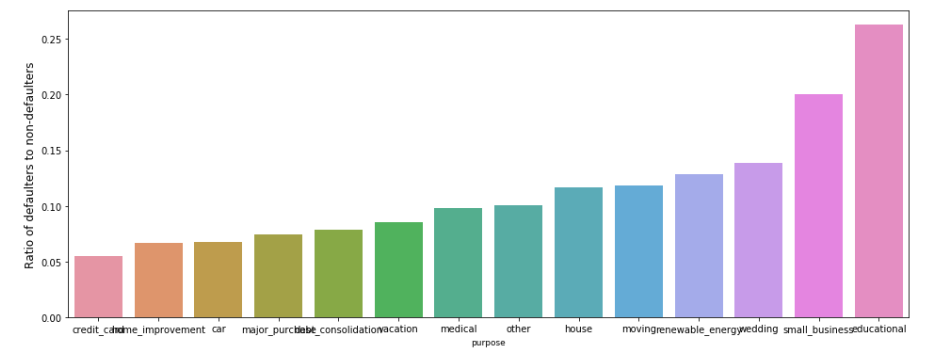 Ratio of defaulters to non-defaulters
0.25
0.20
0.15
0.10
0.05
0.00
credit_card home_improvement car major_purchase debt_consolidation vacation medical other house moving renewable_energy wedding small_business educational
purpose